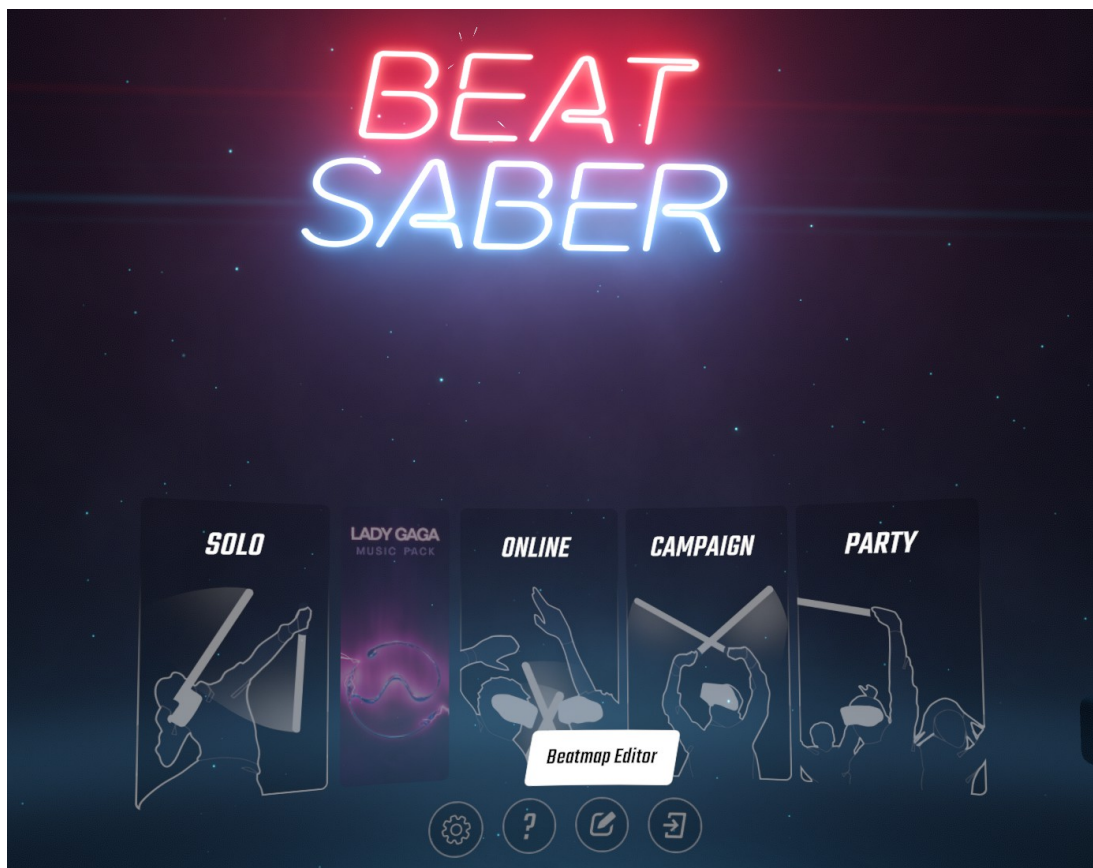 BEAT
SABER
SOLO
LADY GAGA
MUSIC PACK
ONLINE
CAMPAIGN
PARTY
Beatmap Editor
?